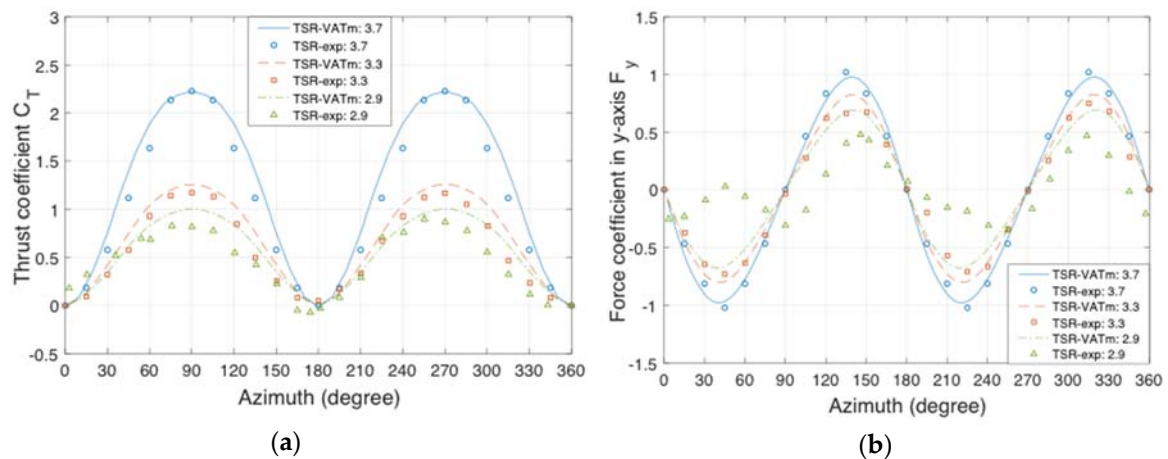 3
2.5
2
1.5
1
0.5
0
-0.5
Thrust coefficient C_T
TSR-VATm: 3.7
TSR-exp: 3.7
TSR-VATm: 3.3
TSR-exp: 3.3
TSR-VATm: 2.9
TSR-exp: 2.9
0 30 60 90 120 150 180 210 240 270 300 330 360
Azimuth (degree)
(a)
1.5
1
0.5
0
-0.5
-1
-1.5
Force coefficient in y-axis F_y
TSR-VATm: 3.7
TSR-exp: 3.7
TSR-VATm: 3.3
TSR-exp: 3.3
TSR-VATm: 2.9
TSR-exp: 2.9
0 30 60 90 120 150 180 210 240 270 300 330 360
Azimuth (degree)
(b)